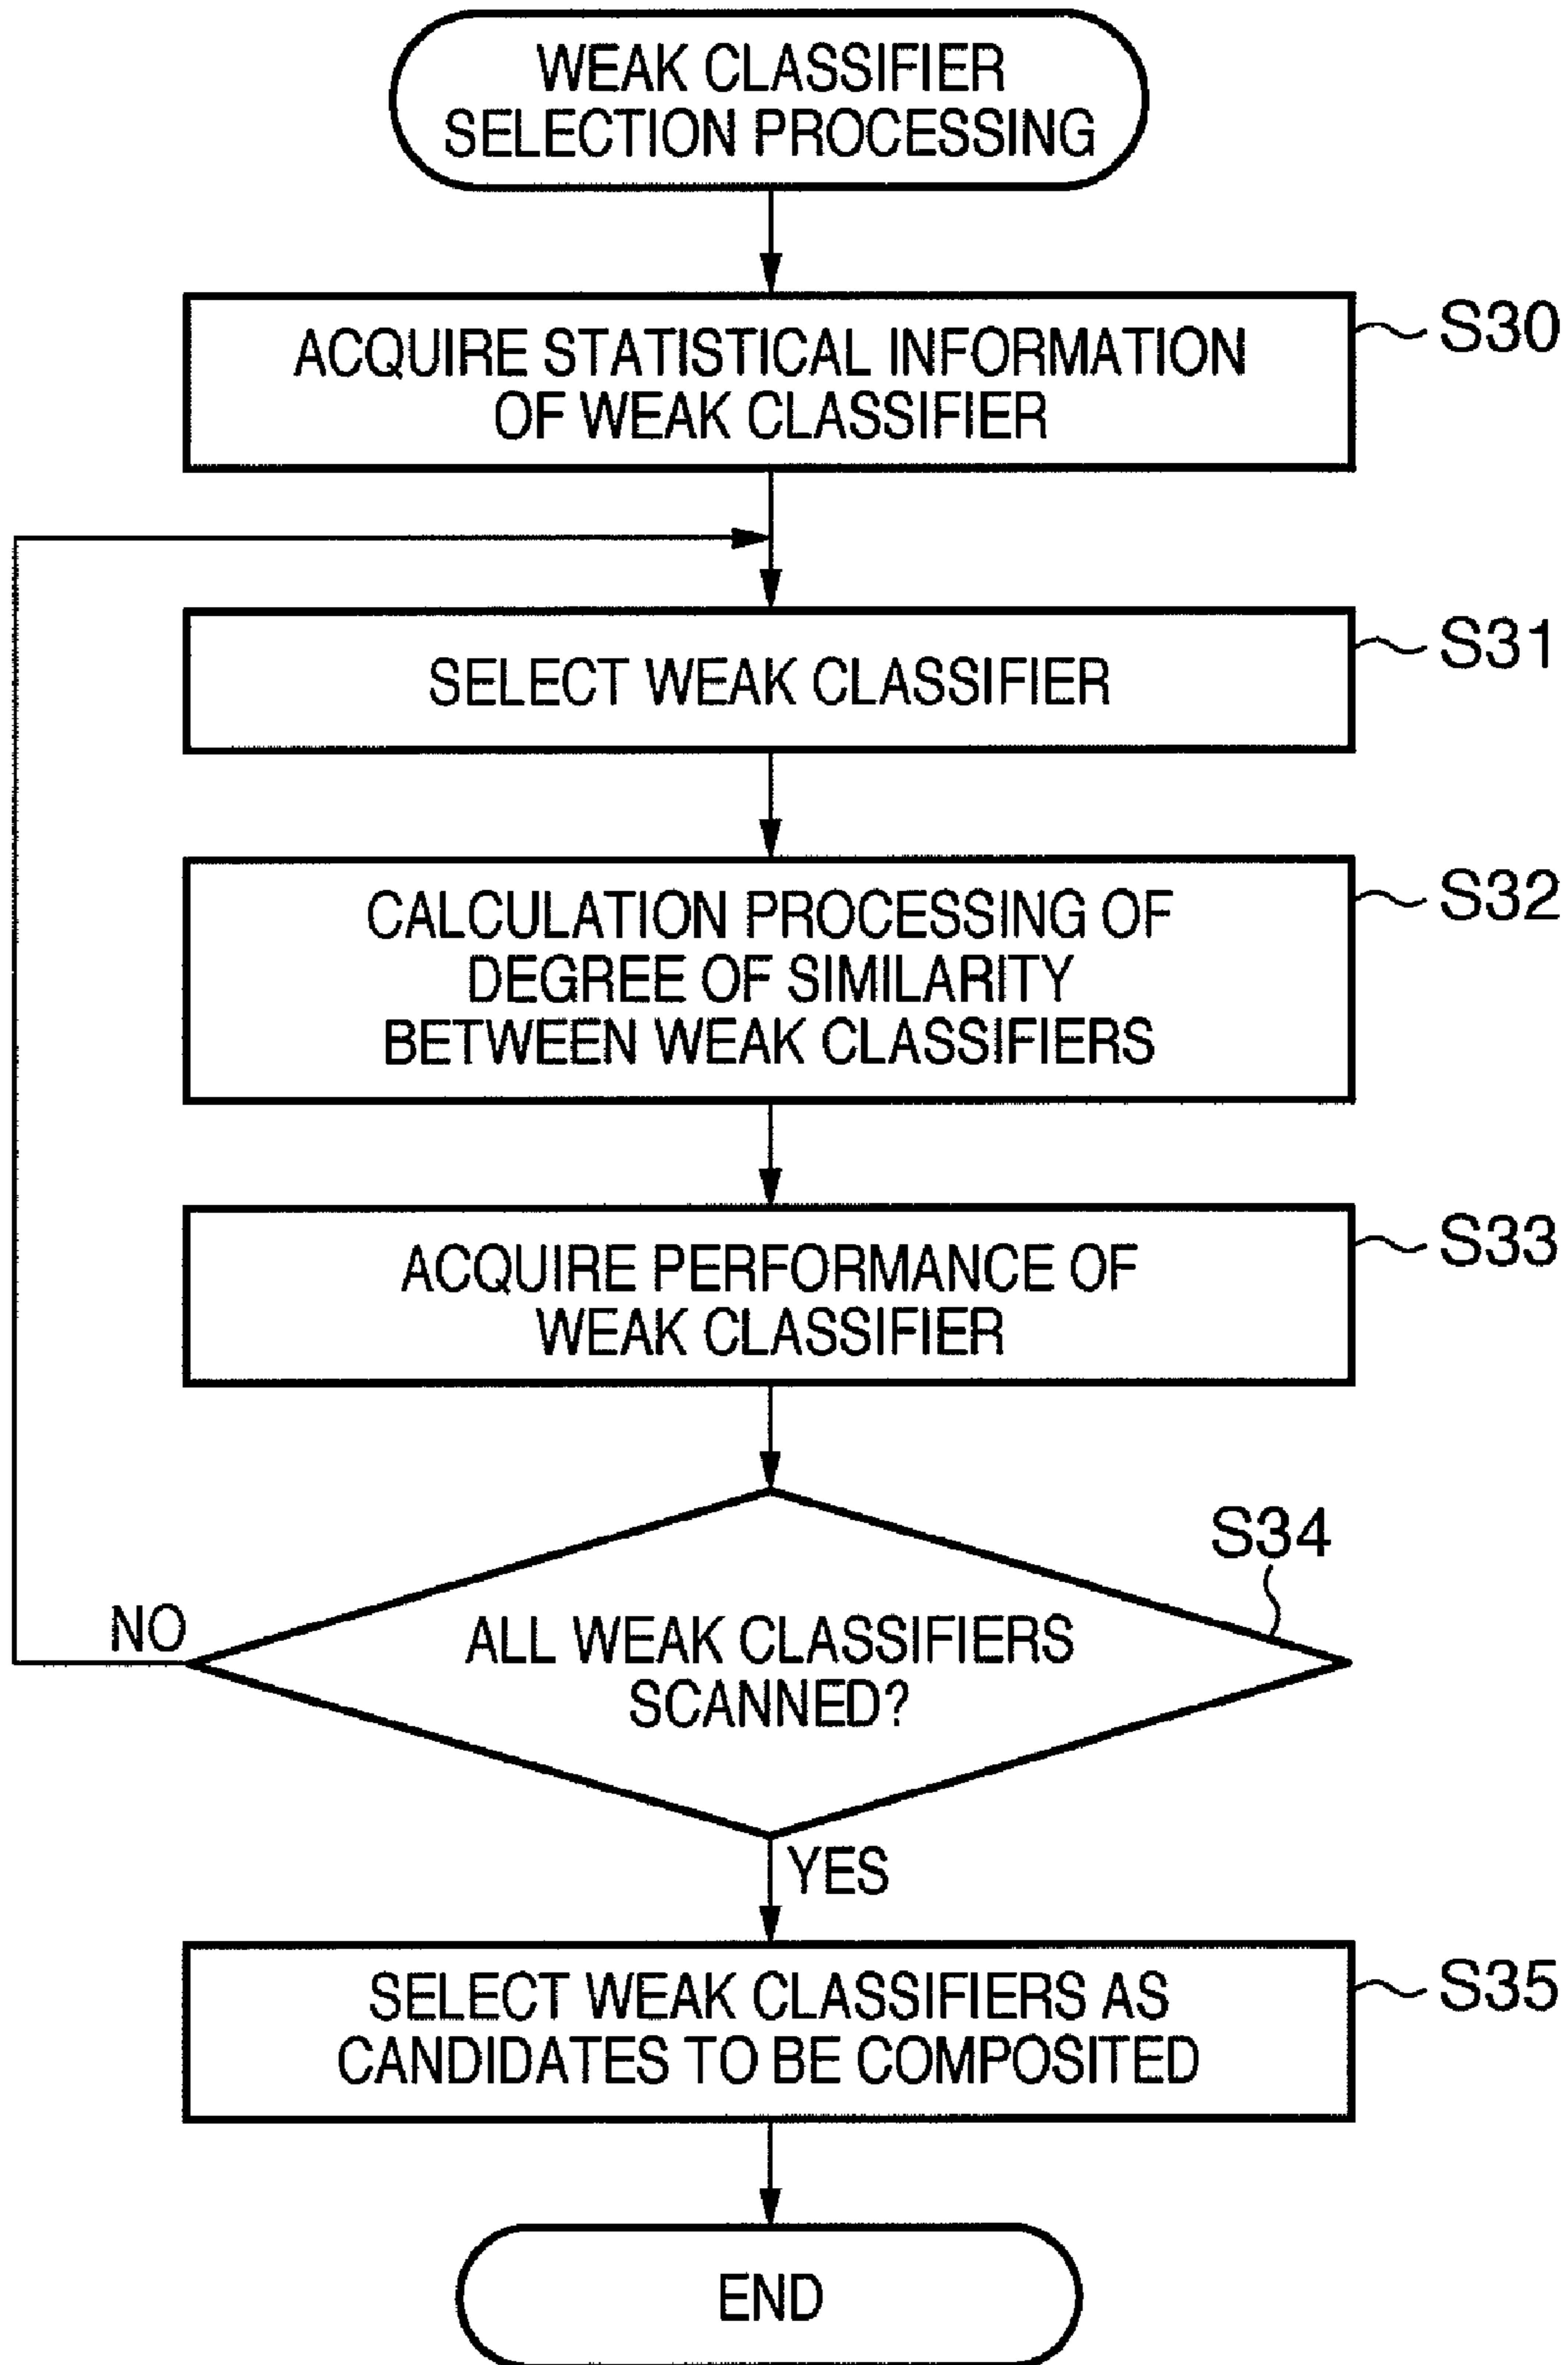 WEAK CLASSIFIER
SELECTION PROCESSING
ACQUIRE STATISTICAL INFORMATION
OF WEAK CLASSIFIER
S30
SELECT WEAK CLASSIFIER
S31
CALCULATION PROCESSING OF
DEGREE OF SIMILARITY
BETWEEN WEAK CLASSIFIERS
S32
ACQUIRE PERFORMANCE OF
WEAK CLASSIFIER
S33
S34
ALL WEAK CLASSIFIERS
SCANNED?
NO
YES
SELECT WEAK CLASSIFIERS AS
CANDIDATES TO BE COMPOSITED
S35
END